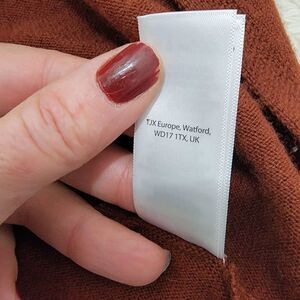 TJX Europe, Watford,
WD17 1TX, UK